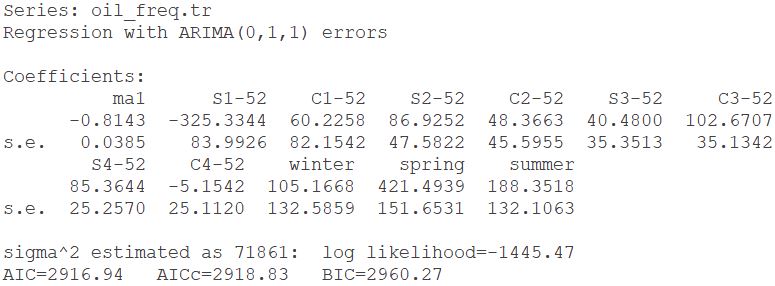 Series: oil_freq.tr
Regression with ARIMA(0,1,1) errors
Coefficients:
ma1 S1-52 C1-52 S2-52 C2-52 S3-52 C3-52
-0.8143 -325.3344 60.2258 86.9252 48.3663 40.4800 102.6707
s.e. 0.0385 83.9926 82.1542 47.5822 45.5955 35.3513 35.1342
S4-52 C4-52 winter spring summer
85.3644 -5.1542 105.1668 421.4939 188.3518
s.e. 25.2570 25.1120 132.5859 151.6531 132.1063
sigma^2 estimated as 71861: log likelihood=-1445.47
AIC=2916.94 AICc=2918.83 BIC=2960.27